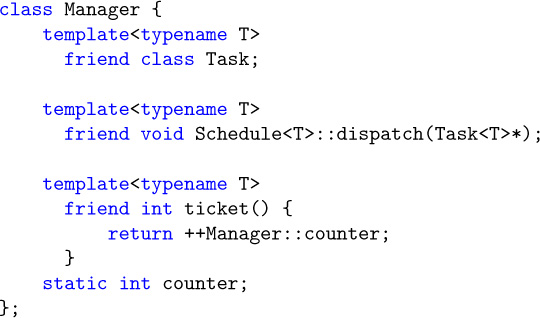 class Manager {
    template<typename T>
      friend class Task;

    template<typename T>
      friend void Schedule<T>::dispatch(Task<T>*);

    template<typename T>
      friend int ticket() {
          return ++Manager::counter;
      }
    static int counter;
};